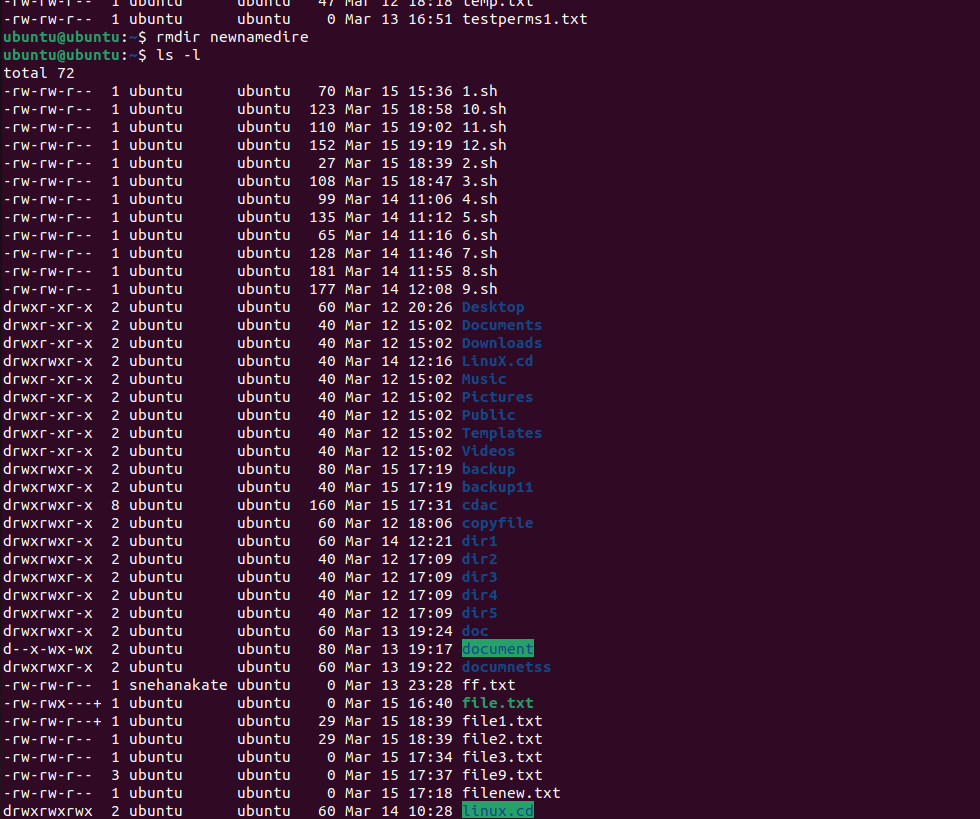 -rw-rw-r--  1 ubuntu      ubuntu   47 Mar 12 18:18 temp.txt
-rw-rw-r--  1 ubuntu      ubuntu    0 Mar 13 16:51 testperms1.txt
ubuntu@ubuntu:~$ rmdir newnamedire
ubuntu@ubuntu:~$ ls -l
total 72
-rw-rw-r--  1 ubuntu      ubuntu   70 Mar 15 15:36 1.sh
-rw-rw-r--  1 ubuntu      ubuntu  123 Mar 15 18:58 10.sh
-rw-rw-r--  1 ubuntu      ubuntu  110 Mar 15 19:02 11.sh
-rw-rw-r--  1 ubuntu      ubuntu  152 Mar 15 19:19 12.sh
-rw-rw-r--  1 ubuntu      ubuntu   27 Mar 15 18:39 2.sh
-rw-rw-r--  1 ubuntu      ubuntu  108 Mar 15 18:47 3.sh
-rw-rw-r--  1 ubuntu      ubuntu   99 Mar 14 11:06 4.sh
-rw-rw-r--  1 ubuntu      ubuntu  135 Mar 14 11:12 5.sh
-rw-rw-r--  1 ubuntu      ubuntu   65 Mar 14 11:16 6.sh
-rw-rw-r--  1 ubuntu      ubuntu  128 Mar 14 11:46 7.sh
-rw-rw-r--  1 ubuntu      ubuntu  181 Mar 14 11:55 8.sh
-rw-rw-r--  1 ubuntu      ubuntu  177 Mar 14 12:08 9.sh
drwxr-xr-x  2 ubuntu      ubuntu   60 Mar 12 20:26 Desktop
drwxr-xr-x  2 ubuntu      ubuntu   40 Mar 12 15:02 Documents
drwxr-xr-x  2 ubuntu      ubuntu   40 Mar 12 15:02 Downloads
drwxrwxr-x  2 ubuntu      ubuntu   40 Mar 14 12:16 LinuX.cd
drwxr-xr-x  2 ubuntu      ubuntu   40 Mar 12 15:02 Music
drwxr-xr-x  2 ubuntu      ubuntu   40 Mar 12 15:02 Pictures
drwxr-xr-x  2 ubuntu      ubuntu   40 Mar 12 15:02 Public
drwxr-xr-x  2 ubuntu      ubuntu   40 Mar 12 15:02 Templates
drwxr-xr-x  2 ubuntu      ubuntu   40 Mar 12 15:02 Videos
drwxrwxr-x  2 ubuntu      ubuntu   80 Mar 15 17:19 backup
drwxrwxr-x  2 ubuntu      ubuntu   40 Mar 15 17:19 backup11
drwxrwxr-x  8 ubuntu      ubuntu  160 Mar 15 17:31 cdac
drwxrwxr-x  2 ubuntu      ubuntu   60 Mar 12 18:06 copyfile
drwxrwxr-x  2 ubuntu      ubuntu   60 Mar 14 12:21 dir1
drwxrwxr-x  2 ubuntu      ubuntu   40 Mar 12 17:09 dir2
drwxrwxr-x  2 ubuntu      ubuntu   40 Mar 12 17:09 dir3
drwxrwxr-x  2 ubuntu      ubuntu   40 Mar 12 17:09 dir4
drwxrwxr-x  2 ubuntu      ubuntu   40 Mar 12 17:09 dir5
drwxrwxr-x  2 ubuntu      ubuntu   60 Mar 13 19:24 doc
d--x-wx-wx  2 ubuntu      ubuntu   80 Mar 13 19:17 document
drwxrwxr-x  2 ubuntu      ubuntu   60 Mar 13 19:22 documnetss
-rw-rw-r--  1 snehanakate ubuntu    0 Mar 13 23:28 ff.txt
-rw-rwx---+ 1 ubuntu      ubuntu    0 Mar 15 16:40 file.txt
-rw-rw-r--+ 1 ubuntu      ubuntu   29 Mar 15 18:39 file1.txt
-rw-rw-r--  1 ubuntu      ubuntu   29 Mar 15 18:39 file2.txt
-rw-rw-r--  1 ubuntu      ubuntu    0 Mar 15 17:34 file3.txt
-rw-rw-r--  3 ubuntu      ubuntu    0 Mar 15 17:37 file9.txt
-rw-rw-r--  1 ubuntu      ubuntu    0 Mar 15 17:18 filenew.txt
drwxrwxrwx  2 ubuntu      ubuntu   60 Mar 14 10:28 linux.cd